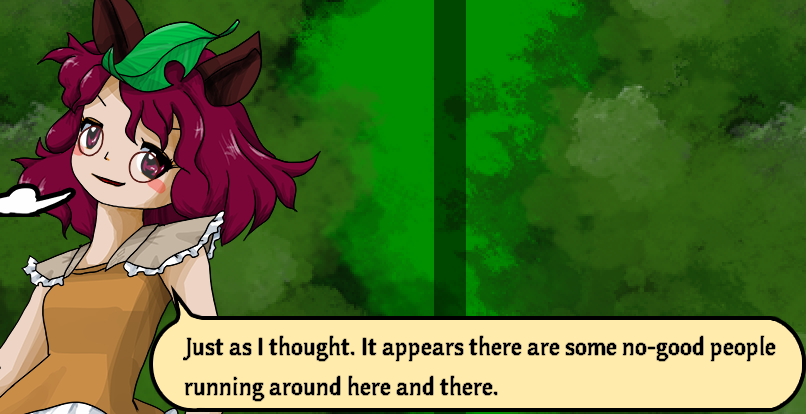 Just as I thought. It appears there are some no-good people
running around here and there.